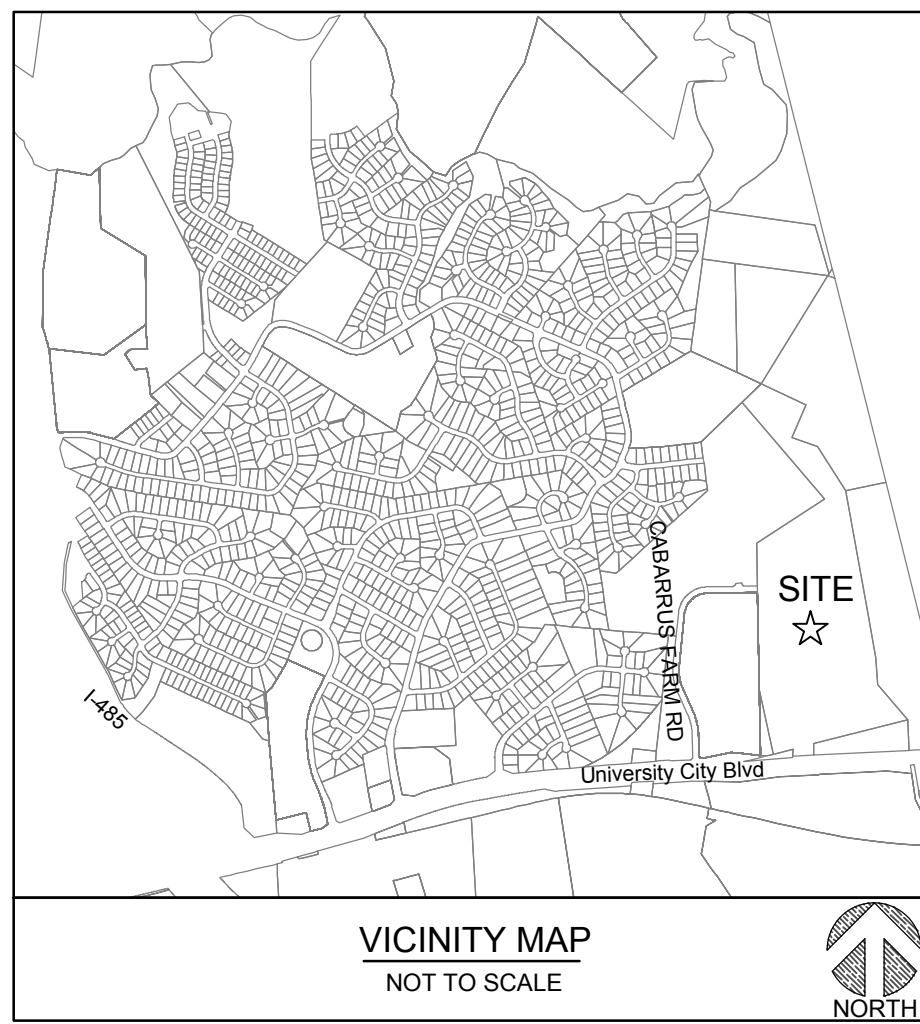 CABARRUS FARM RD
SITE
I-485
University City Blvd
VICINITY MAP
NOT TO SCALE
NORTH